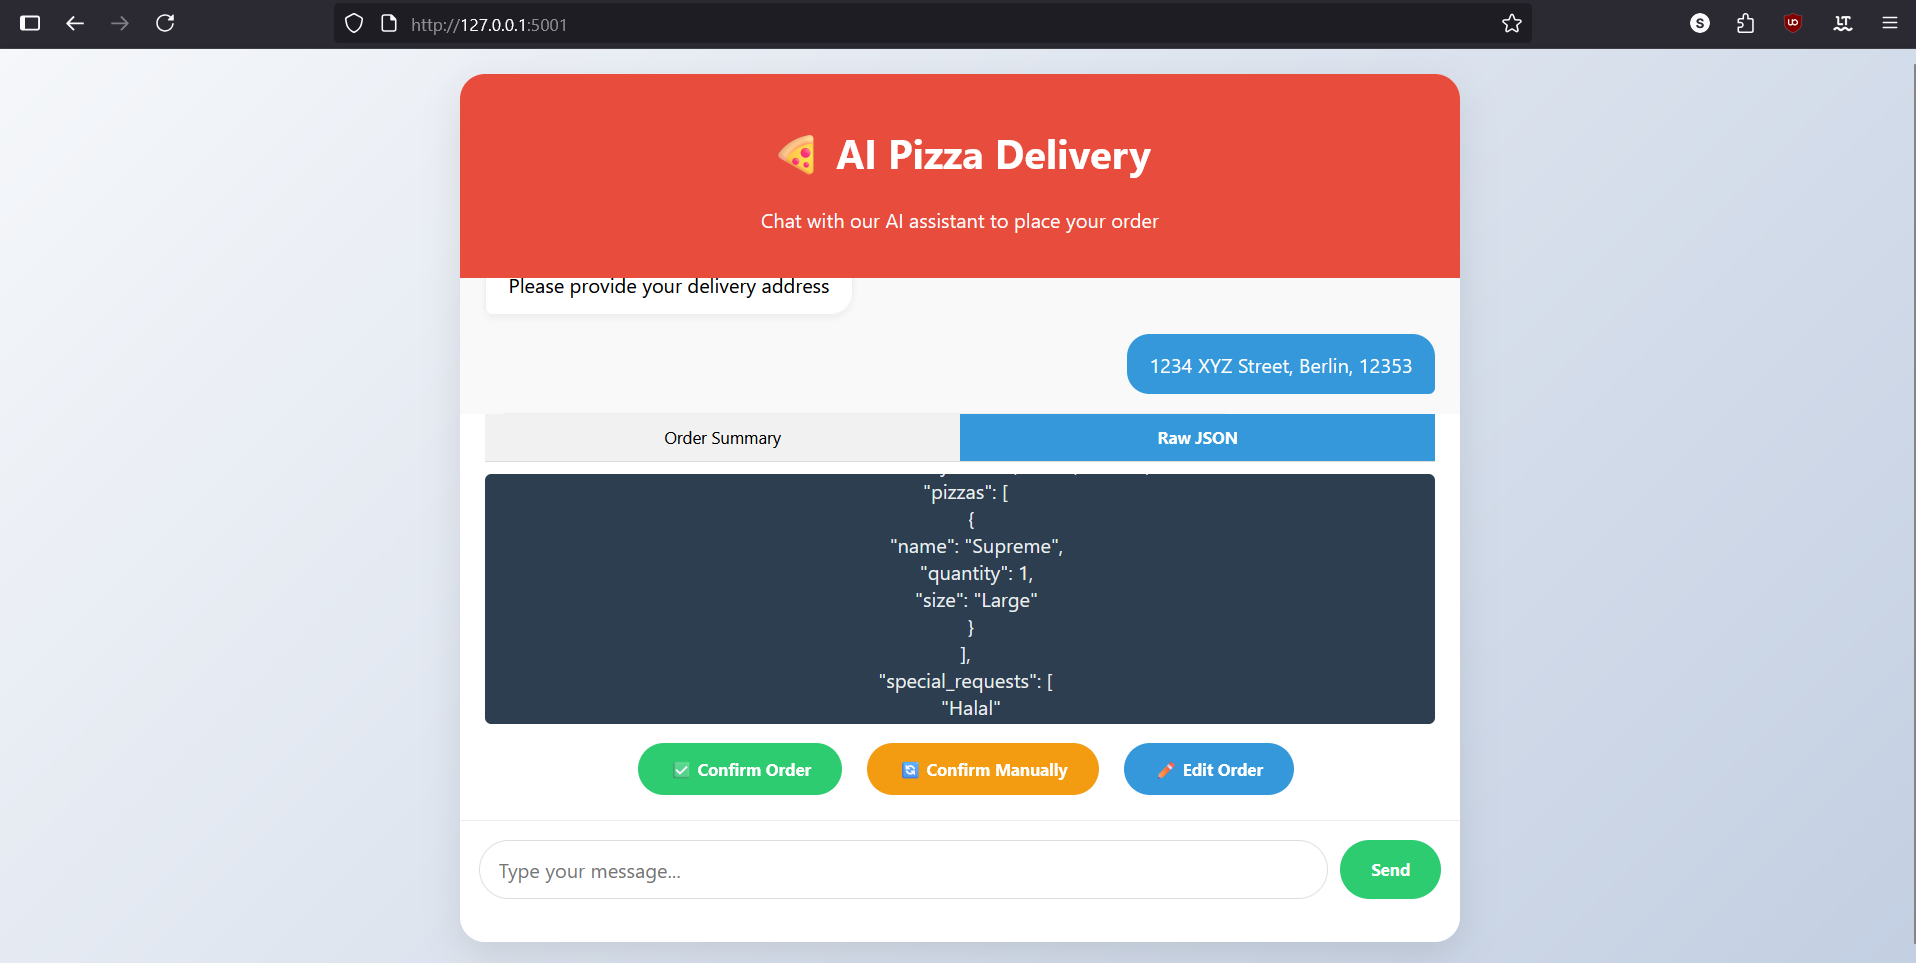 http://127.0.0.1:5001
S
LT
🍕 AI Pizza Delivery
Chat with our AI assistant to place your order
Please provide your delivery address
1234 XYZ Street, Berlin, 12353
Order Summary
Raw JSON
"pizzas": [
{
"name": "Supreme",
"quantity": 1,
"size": "Large"
}
],
"special_requests": [
"Halal"
✅ Confirm Order
🔄 Confirm Manually
✏️ Edit Order
Type your message...
Send